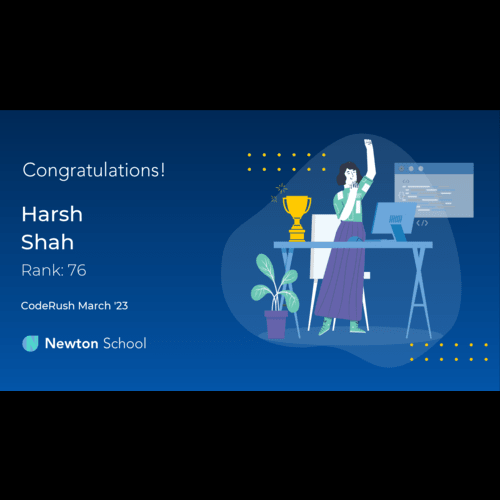 Congratulations!
Harsh
Shah
Rank: 76
CodeRush March '23
Newton School
</>